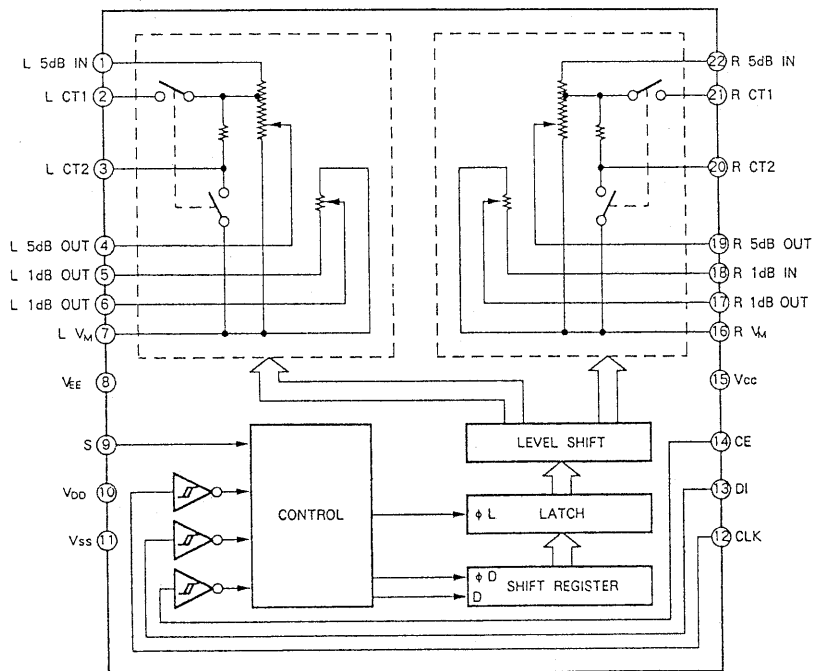 L 5dB IN 1
L CT1 2
L CT2 3
L 5dB OUT 4
L 1dB OUT 5
L 1dB OUT 6
L VM 7
VEE 8
S 9
VDD 10
VSS 11
22 R 5dB IN
21 R CT1
20 R CT2
19 R 5dB OUT
18 R 1dB IN
17 R 1dB OUT
16 R VM
15 Vcc
14 CE
13 DI
12 CLK
CONTROL
LEVEL SHIFT
φ L LATCH
φ D
D
SHIFT REGISTER